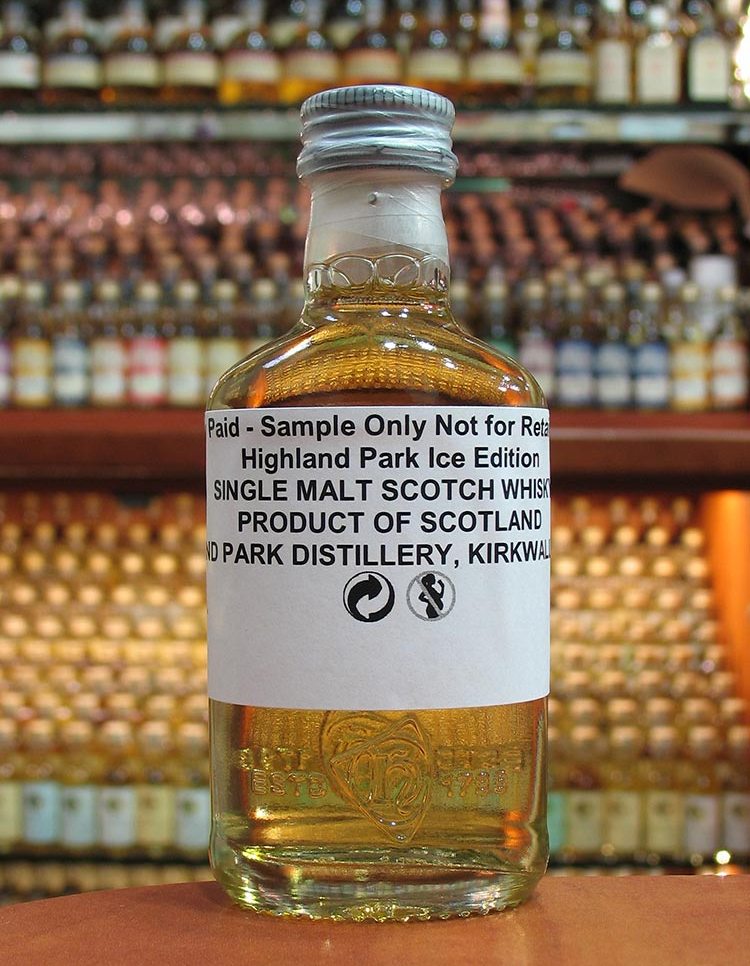 Paid - Sample Only Not for Reta
Highland Park Ice Edition
SINGLE MALT SCOTCH WHISKY
PRODUCT OF SCOTLAND
ND PARK DISTILLERY, KIRKWAL
ESTD 1798